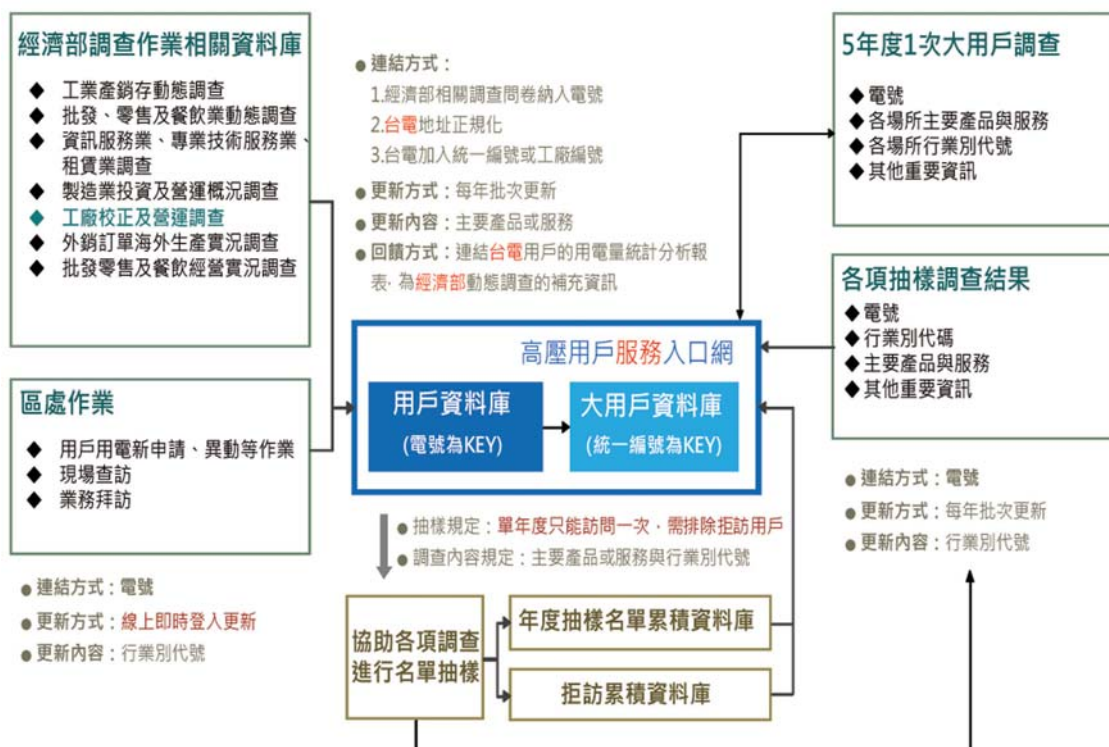 經濟部調查作業相關資料庫
◆ 工業產銷存動態調查
◆ 批發、零售及餐飲業動態調查
◆ 資訊服務業、專業技術服務業、
租賃業調查
◆ 製造業投資及營運概況調查
◆ 工廠校正及營運調查
◆ 外銷訂單海外生產實況調查
◆ 批發零售及餐飲經營實況調查
區處作業
◆ 用戶用電新申請、異動等作業
◆ 現場查訪
◆ 業務拜訪
● 連結方式：電號
● 更新方式：線上即時登入更新
● 更新內容：行業別代號
● 連結方式：
1.經濟部相關調查問卷納入電號
2.台電地址正規化
3.台電加入統一編號或工廠編號
● 更新方式：每年批次更新
● 更新內容：主要產品或服務
● 回饋方式：連結台電用戶的用電量統計分析報
表，為經濟部動態調查的補充資訊
高壓用戶服務入口網
用戶資料庫
(電號為KEY)
大用戶資料庫
(統一編號為KEY)
● 抽樣規定：單年度只能訪問一次，需排除拒訪用戶
● 調查內容規定：主要產品或服務與行業別代號
協助各項調查
進行名單抽樣
年度抽樣名單累積資料庫
拒訪累積資料庫
5年度1次大用戶調查
◆ 電號
◆ 各場所主要產品與服務
◆ 各場所行業別代號
◆ 其他重要資訊
各項抽樣調查結果
◆ 電號
◆ 行業別代碼
◆ 主要產品與服務
◆ 其他重要資訊
● 連結方式：電號
● 更新方式：每年批次更新
● 更新內容：行業別代號